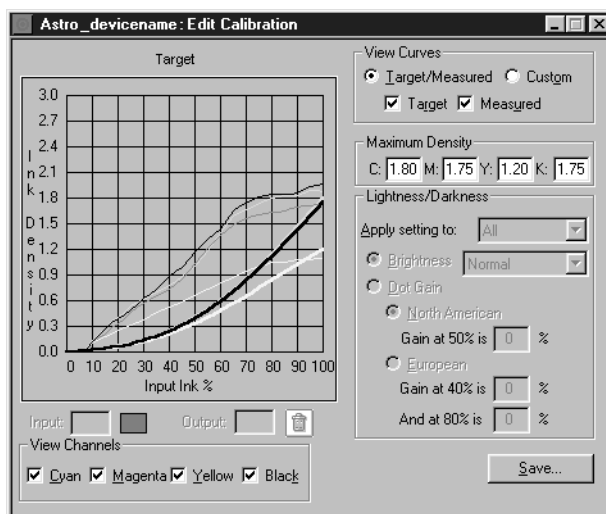 Astro_devicename: Edit Calibration
Target
Ink Density
3.0
2.7
2.4
2.1
1.8
1.5
1.2
0.9
0.6
0.3
0.0
0 10 20 30 40 50 60 70 80 90 100
Input Ink %
Input: Output:
View Channels
Cyan Magenta Yellow Black
View Curves
Target/Measured Custom
Target Measured
Maximum Density
C: 1.80 M: 1.75 Y: 1.20 K: 1.75
Lightness/Darkness
Apply setting to: All
Brightness Normal
Dot Gain
North American
Gain at 50% is 0 %
European
Gain at 40% is 0 %
And at 80% is 0 %
Save...